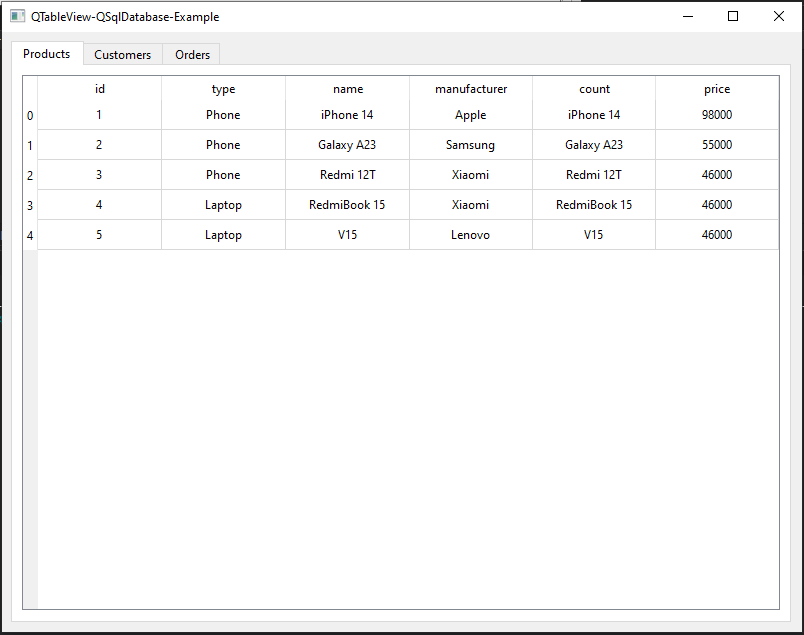 QTableView-QSqlDatabase-Example
Products Customers Orders
id type name manufacturer count price
0 1 Phone iPhone 14 Apple iPhone 14 98000
1 2 Phone Galaxy A23 Samsung Galaxy A23 55000
2 3 Phone Redmi 12T Xiaomi Redmi 12T 46000
3 4 Laptop RedmiBook 15 Xiaomi RedmiBook 15 46000
4 5 Laptop V15 Lenovo V15 46000